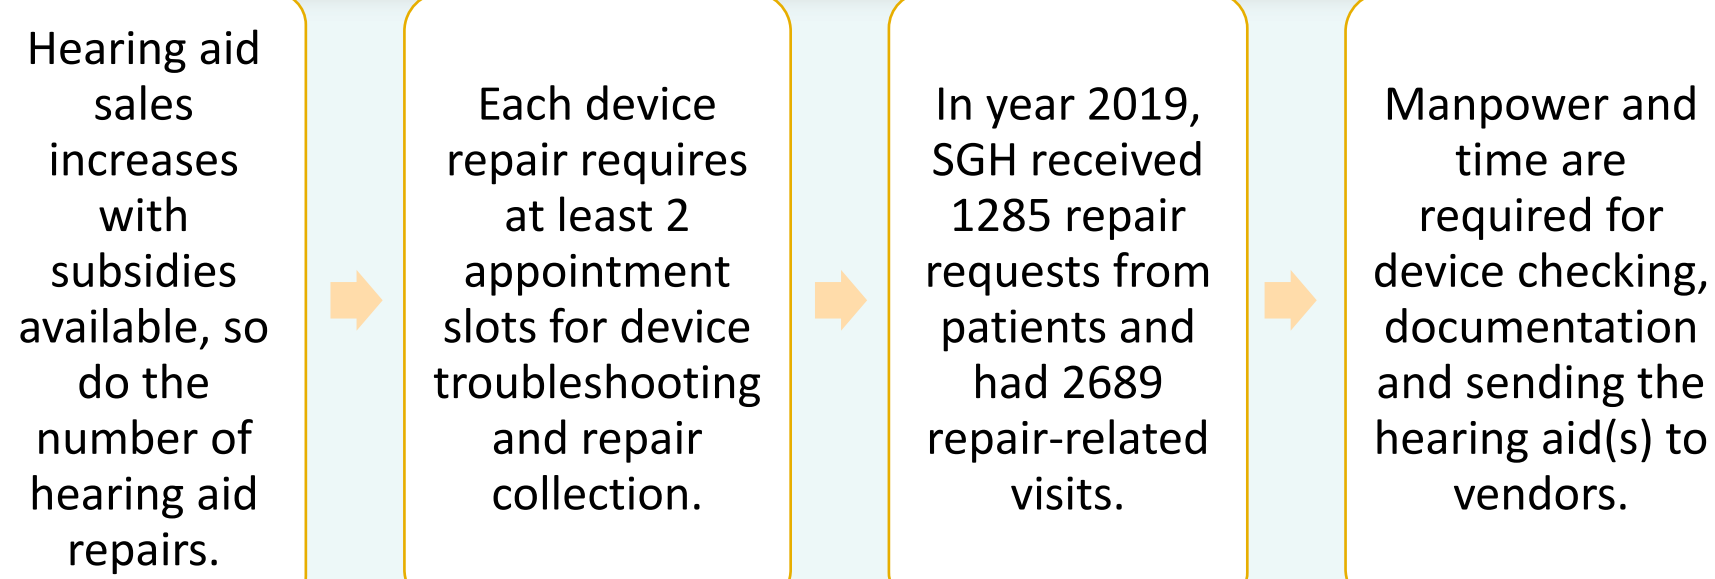 Hearing aid
sales
increases
with
subsidies
available, so
do the
number of
hearing aid
repairs.
Each device
repair requires
at least 2
appointment
slots for device
troubleshooting
and repair
collection.
In year 2019,
SGH received
1285 repair
requests from
patients and
had 2689
repair-related
visits.
Manpower and
time are
required for
device checking,
documentation
and sending the
hearing aid(s) to
vendors.